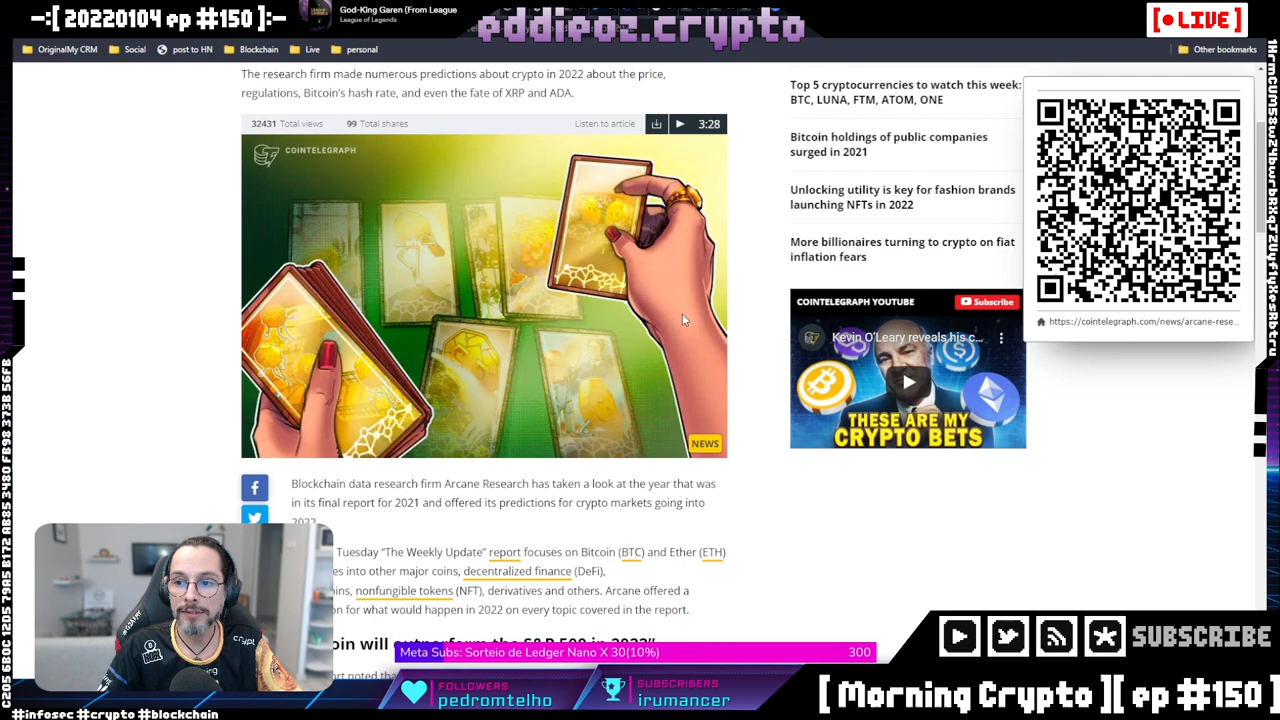 -:[ 20220104 ep #150 ]:-
God-King Garen (From League
League of Legends
eddieoz.crypto
[ • LIVE ]
OriginalMy CRM
Social
post to HN
Blockchain
Live
personal
Other bookmarks
The research firm made numerous predictions about crypto in 2022 about the price,
regulations, Bitcoin's hash rate, and even the fate of XRP and ADA.
32431 Total views
99 Total shares
Listen to article
3:28
COINTELEGRAPH
NEWS
Top 5 cryptocurrencies to watch this week:
BTC, LUNA, FTM, ATOM, ONE
Bitcoin holdings of public companies
surged in 2021
Unlocking utility is key for fashion brands
launching NFTs in 2022
More billionaires turning to crypto on fiat
inflation fears
https://cointelegraph.com/news/arcane-rese...
COINTELEGRAPH YOUTUBE
Subscribe
Kevin O'Leary reveals his c...
THESE ARE MY
CRYPTO BETS
Blockchain data research firm Arcane Research has taken a look at the year that was
in its final report for 2021 and offered its predictions for crypto markets going into
2022.
Tuesday "The Weekly Update" report focuses on Bitcoin (BTC) and Ether (ETH)
es into other major coins, decentralized finance (DeFi),
ins, nonfungible tokens (NFT), derivatives and others. Arcane offered a
on for what would happen in 2022 on every topic covered in the report.
Meta Subs: Sorteio de Ledger Nano X 30(10%)
300
FOLLOWERS
pedromtelho
SUBSCRIBERS
irumancer
SUBSCRIBE
[ Morning Crypto ][ ep #150 ]
#infosec #crypto #blockchain